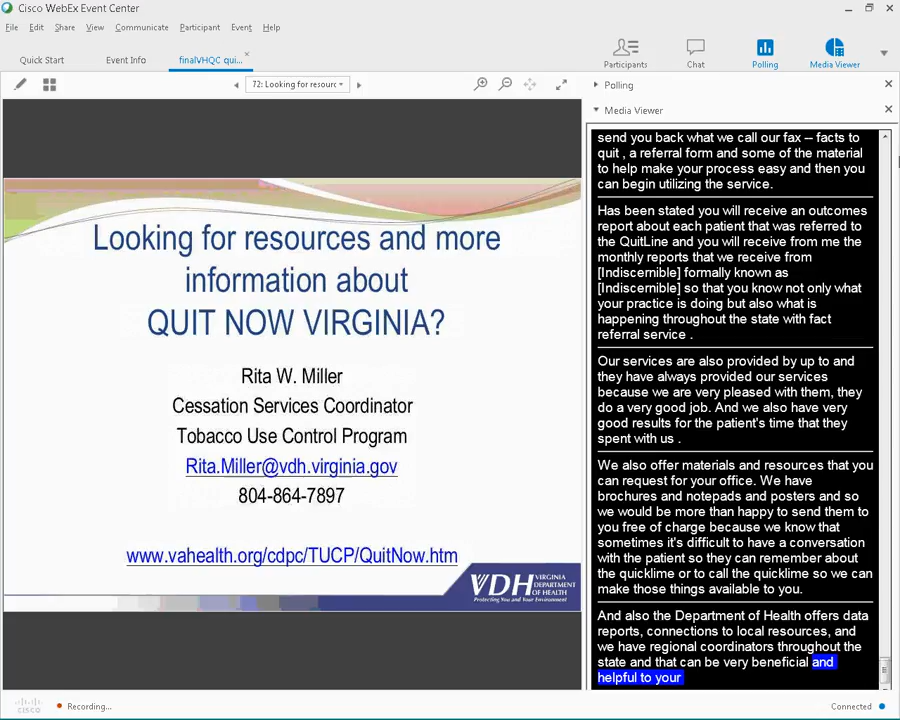 Cisco WebEx Event Center
File Edit Share View Communicate Participant Event Help
Quick Start Event Info finalVHQC qui...
Participants Chat Polling Media Viewer
72: Looking for resourc
Polling
Media Viewer
Looking for resources and more
information about
QUIT NOW VIRGINIA?
Rita W. Miller
Cessation Services Coordinator
Tobacco Use Control Program
Rita.Miller@vdh.virginia.gov
804-864-7897
www.vahealth.org/cdpc/TUCP/QuitNow.htm
VDH VIRGINIA
DEPARTMENT
OF HEALTH
Protecting You and Your Environment
send you back what we call our fax -- facts to
quit , a referral form and some of the material
to help make your process easy and then you
can begin utilizing the service.
Has been stated you will receive an outcomes
report about each patient that was referred to
the QuitLine and you will receive from me the
monthly reports that we receive from
[Indiscernible] formally known as
[Indiscernible] so that you know not only what
your practice is doing but also what is
happening throughout the state with fact
referral service .
Our services are also provided by up to and
they have always provided our services
because we are very pleased with them, they
do a very good job. And we also have very
good results for the patient's time that they
spent with us .
We also offer materials and resources that you
can request for your office. We have
brochures and notepads and posters and so
we would be more than happy to send them to
you free of charge because we know that
sometimes it's difficult to have a conversation
with the patient so they can remember about
the quicklime or to call the quicklime so we can
make those things available to you.
And also the Department of Health offers data
reports, connections to local resources, and
we have regional coordinators throughout the
state and that can be very beneficial and
helpful to your
cisco Recording... Connected